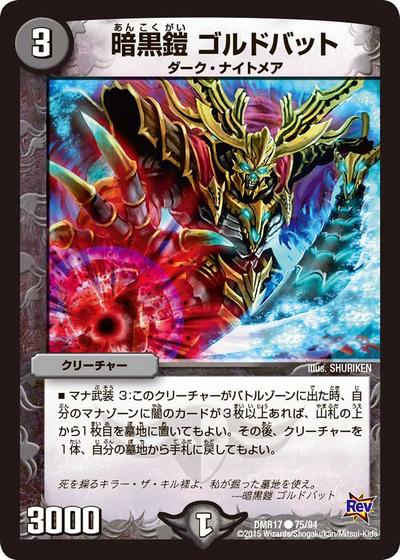 3
あんこくがい
暗黒鎧 ゴルドバット
ダーク・ナイトメア
クリーチャー
illus. SHURIKEN
■ マナ武装 3:このクリーチャーがバトルゾーンに出た時、自
分のマナゾーンに闇のカードが3枚以上あれば、山札の上
から1枚目を墓地に置いてもよい。その後、クリーチャーを
1体、自分の墓地から手札に戻してもよい。
死を操るキラー・ザ・キル様よ、私が掘った墓地を使え。
---暗黒鎧 ゴルドバット
Rev
DMR17 ● 75/94
3000
1
©2015 Wizards/Shogakukan/Mitsui-Kids